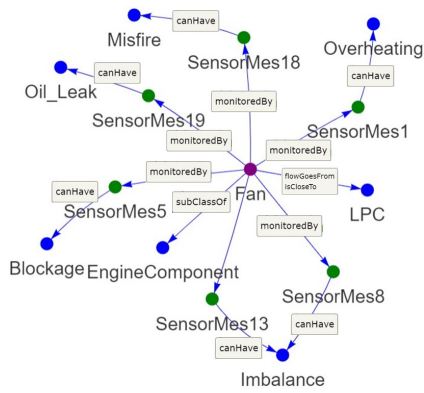 canHave
Misfire
Overheating
SensorMes18
canHave
canHave
Oil_Leak
monitoredBy
SensorMes19
SensorMes1
monitoredBy
monitoredBy
canHave
monitoredBy
flowGoesFrom
isCloseTo
SensorMes5
subClassOf
Fan
LPC
monitoredBy
Blockage
EngineComponent
SensorMes8
SensorMes13
canHave
canHave
Imbalance